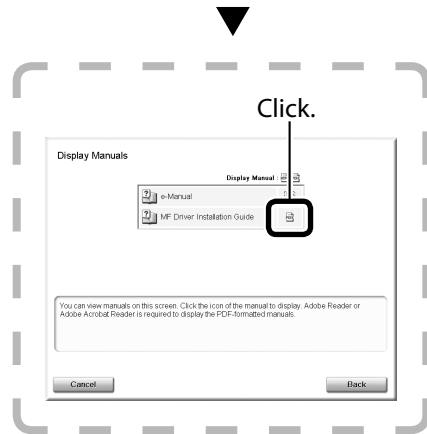 Click.
Display Manuals
Display Manual :
e-Manual
MF Driver Installation Guide
You can view manuals on this screen. Click the icon of the manual to display. Adobe Reader or
Adobe Acrobat Reader is required to display the PDF-formatted manuals.
Cancel
Back